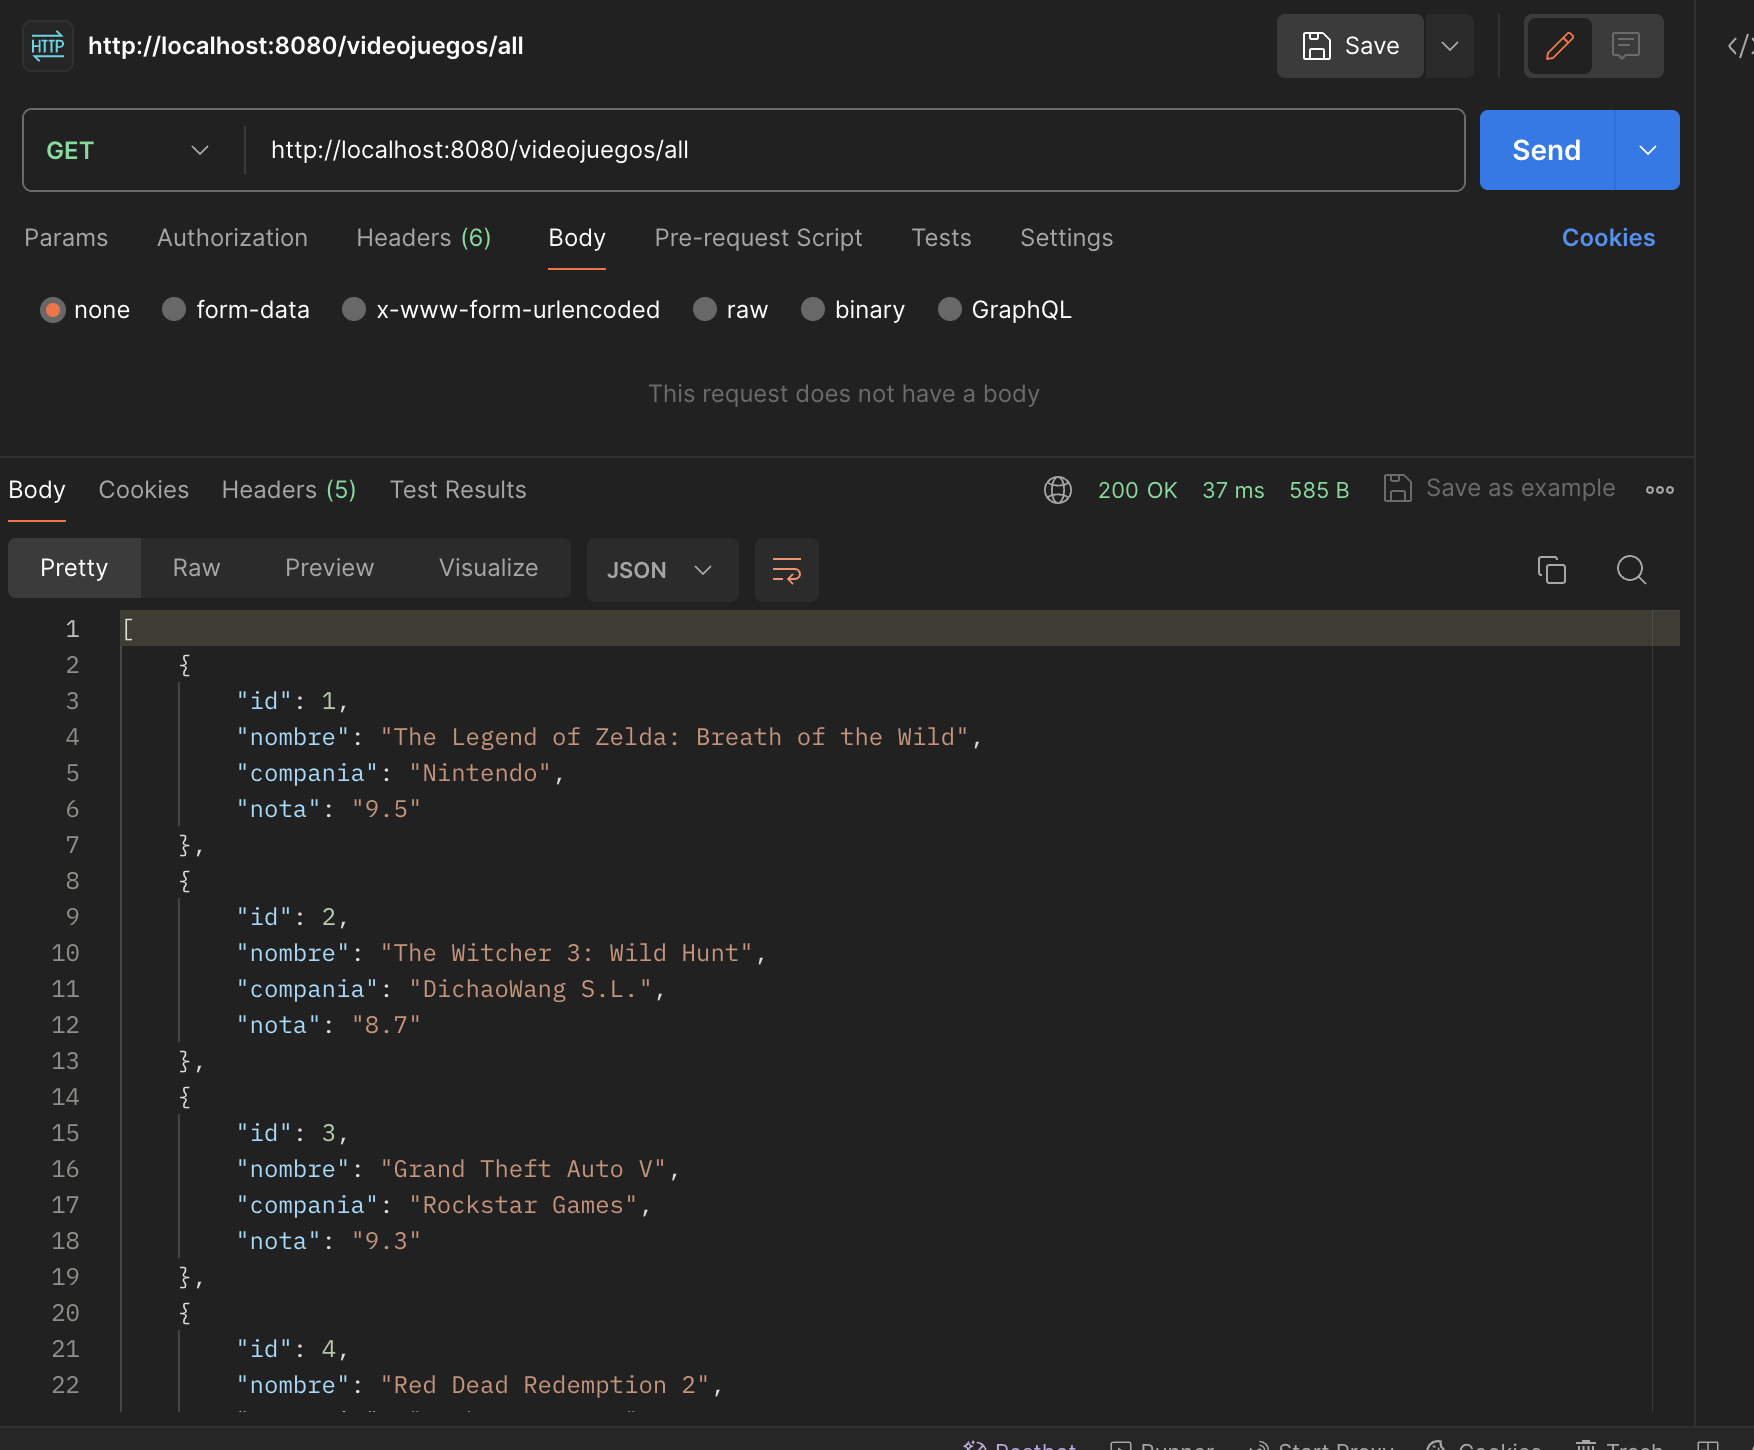 HTTP http://localhost:8080/videojuegos/all Save
GET http://localhost:8080/videojuegos/all Send
Params Authorization Headers (6) Body Pre-request Script Tests Settings Cookies
none form-data x-www-form-urlencoded raw binary GraphQL
This request does not have a body
Body Cookies Headers (5) Test Results 200 OK 37 ms 585 B Save as example
Pretty Raw Preview Visualize JSON
1 [
2 {
3 "id": 1,
4 "nombre": "The Legend of Zelda: Breath of the Wild",
5 "compania": "Nintendo",
6 "nota": "9.5"
7 },
8 {
9 "id": 2,
10 "nombre": "The Witcher 3: Wild Hunt",
11 "compania": "DichaoWang S.L.",
12 "nota": "8.7"
13 },
14 {
15 "id": 3,
16 "nombre": "Grand Theft Auto V",
17 "compania": "Rockstar Games",
18 "nota": "9.3"
19 },
20 {
21 "id": 4,
22 "nombre": "Red Dead Redemption 2",
Postbot Runner Start Proxy Cookies Trash